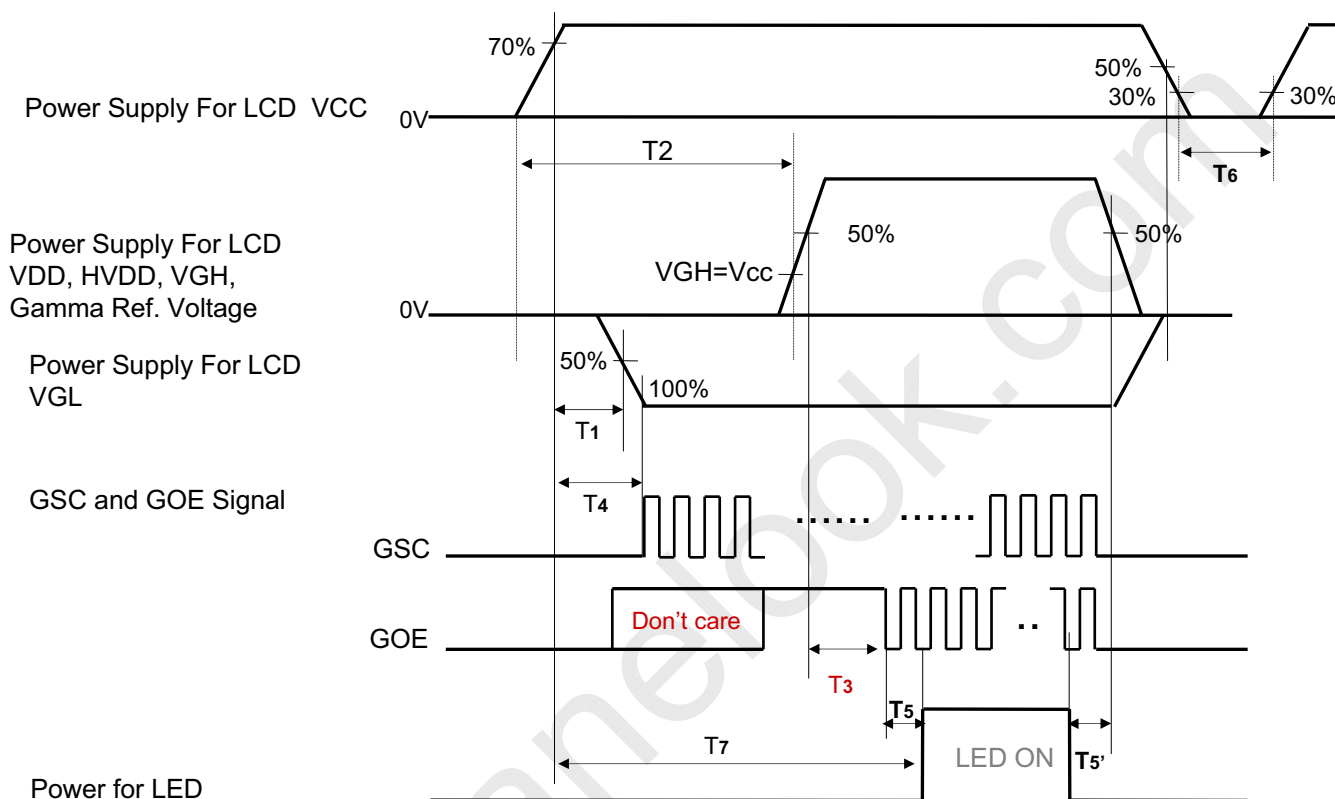 70%
50%
30%
30%
Power Supply For LCD VCC
0V
T2
T6
Power Supply For LCD
VDD, HVDD, VGH,
Gamma Ref. Voltage
50%
50%
VGH=Vcc
0V
Power Supply For LCD
VGL
50%
100%
T1
T4
GSC and GOE Signal
GSC
Don't care
GOE
T3
T5
T7
LED ON
T5'
Power for LED
anelook.com